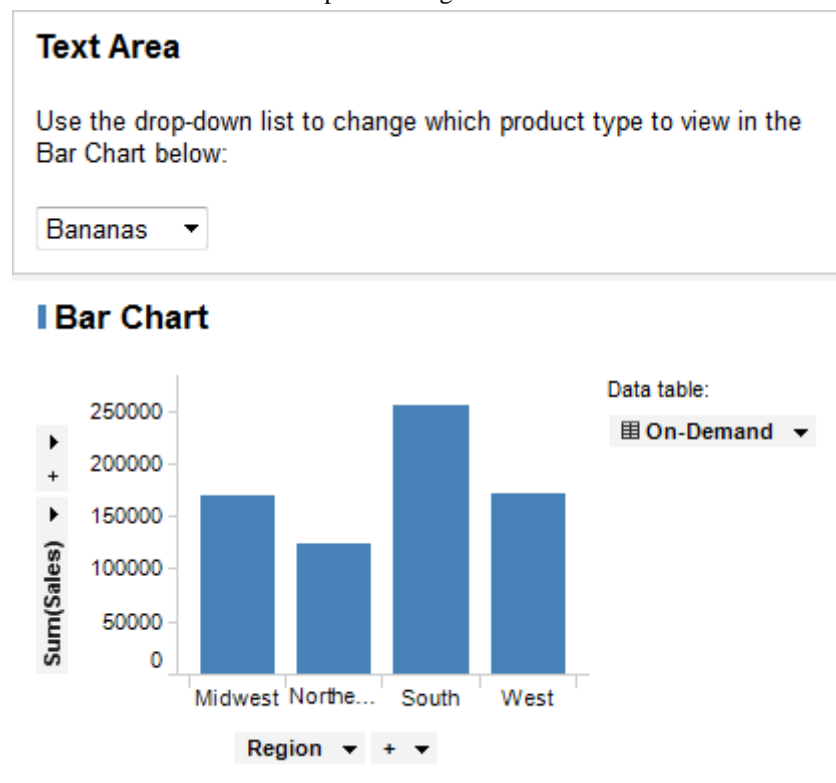 Text Area
Use the drop-down list to change which product type to view in the
Bar Chart below:
Bananas
Bar Chart
Data table:
On-Demand
250000
200000
150000
100000
50000
0
+
Sum(Sales)
Midwest Northe... South West
Region +